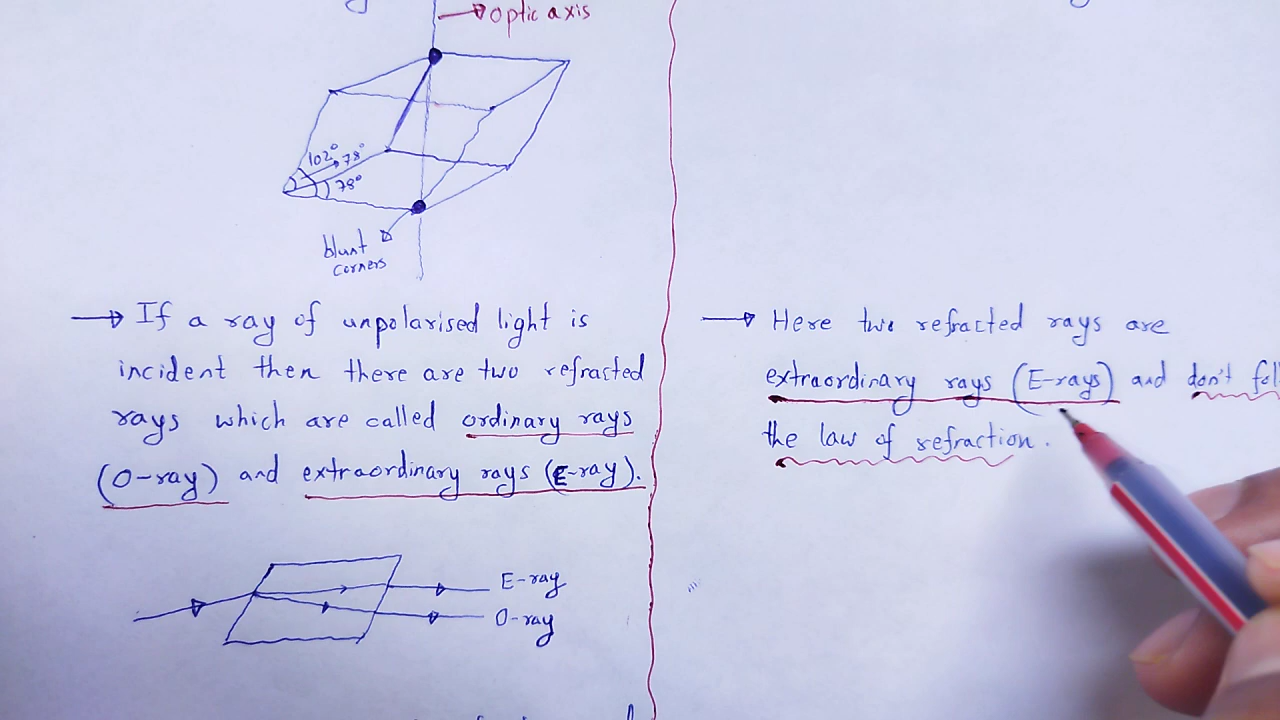 optic axis
102° 78°
78°
blunt
corners
If a ray of unpolarised light is
incident then there are two refracted
rays which are called ordinary rays
(O-ray) and extraordinary rays (E-ray).
E-ray
O-ray
Here two refracted rays are
extraordinary rays (E-rays) and don't
the law of refraction.